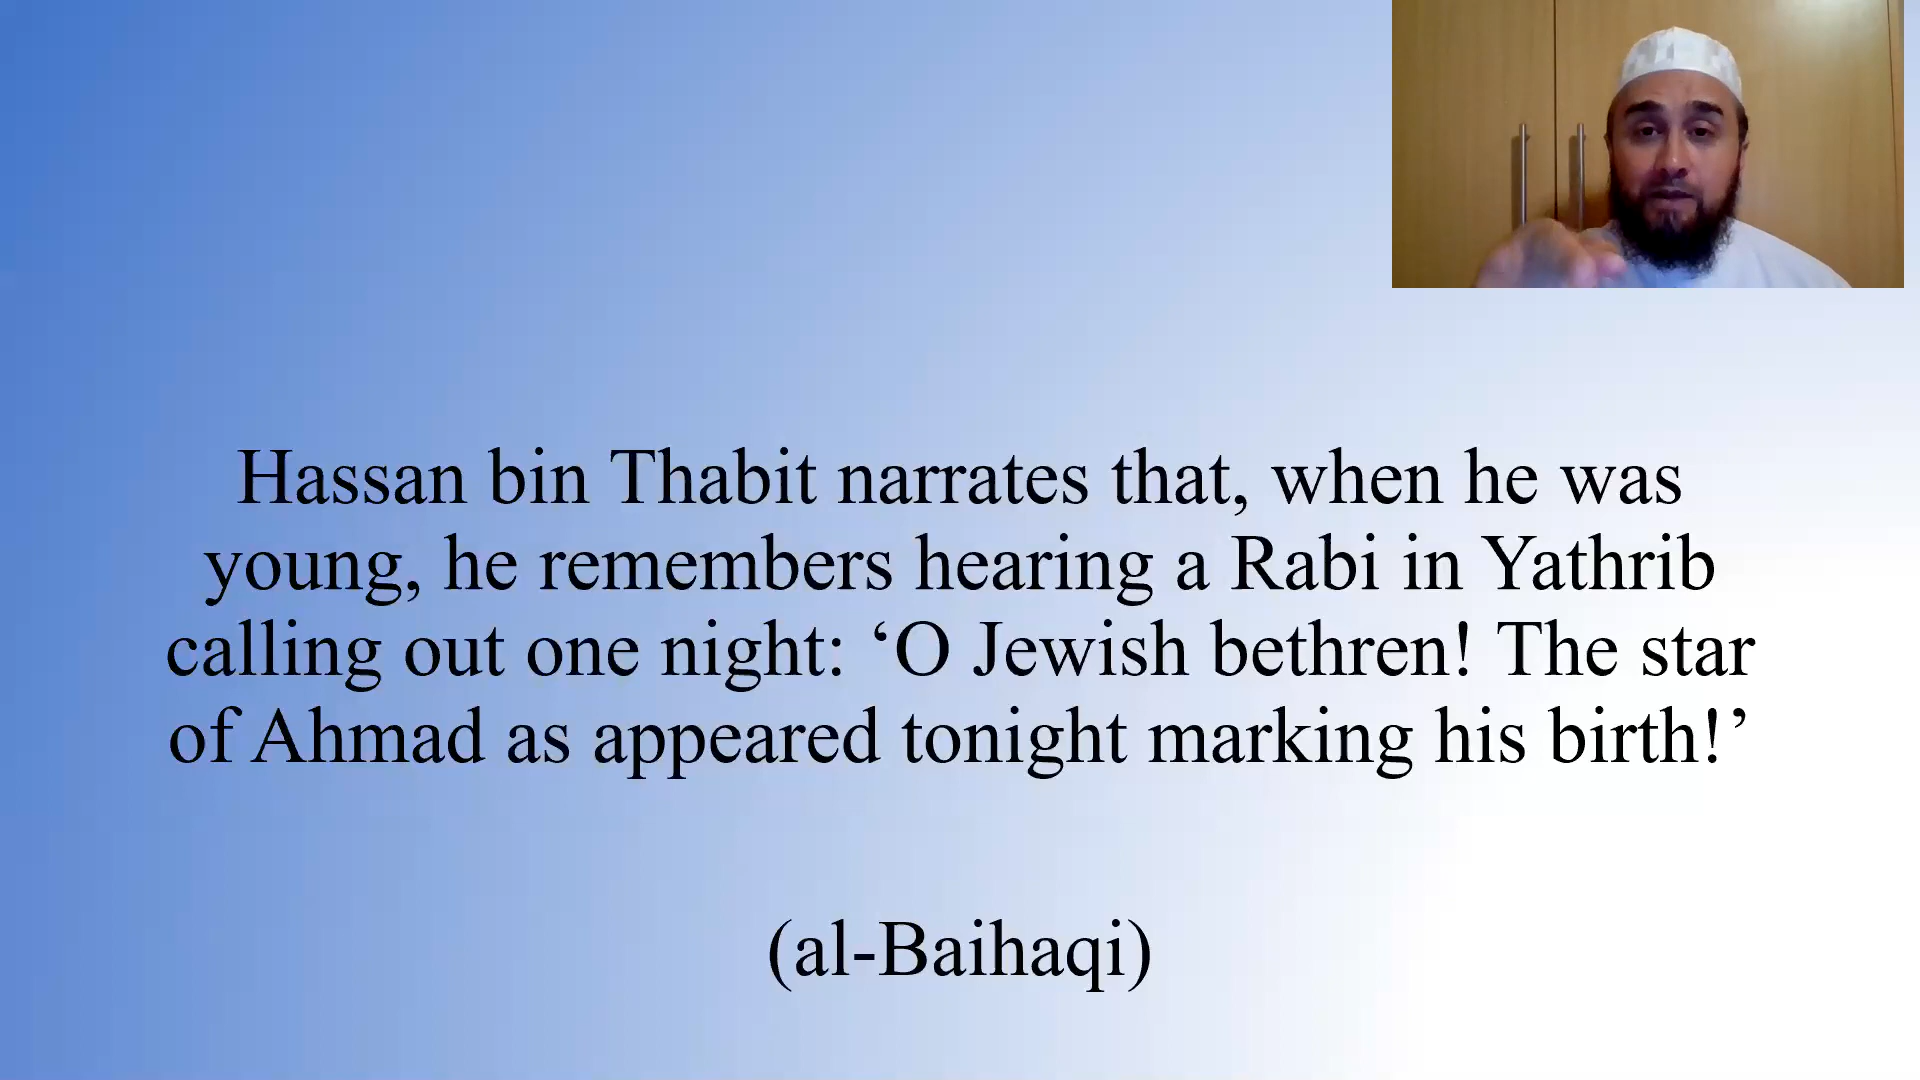 Hassan bin Thabit narrates that, when he was
young, he remembers hearing a Rabi in Yathrib
calling out one night: ‘O Jewish bethren! The star
of Ahmad as appeared tonight marking his birth!’
(al-Baihaqi)